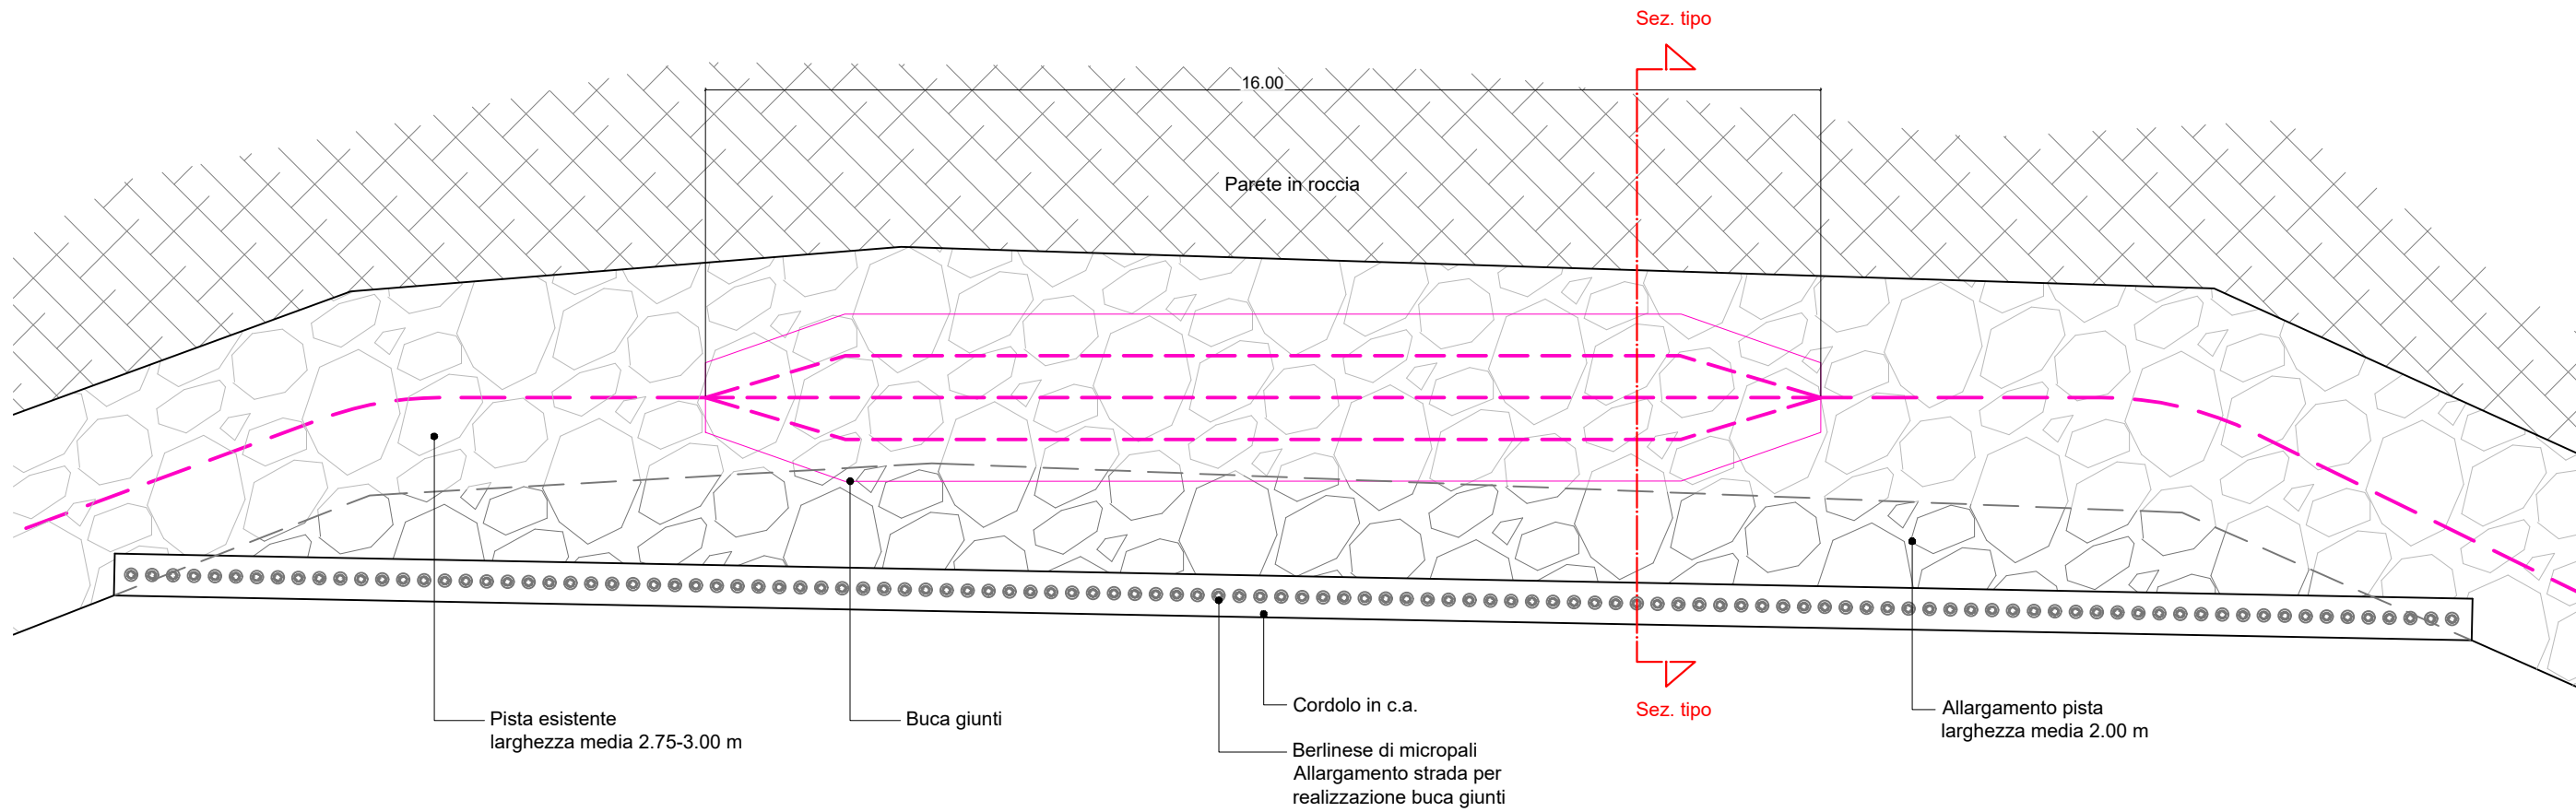 Sez. tipo
16.00
Parete in roccia
Pista esistente
larghezza media 2.75-3.00 m
Buca giunti
Cordolo in c.a.
Berlinese di micropali
Allargamento strada per
realizzazione buca giunti
Sez. tipo
Allargamento pista
larghezza media 2.00 m